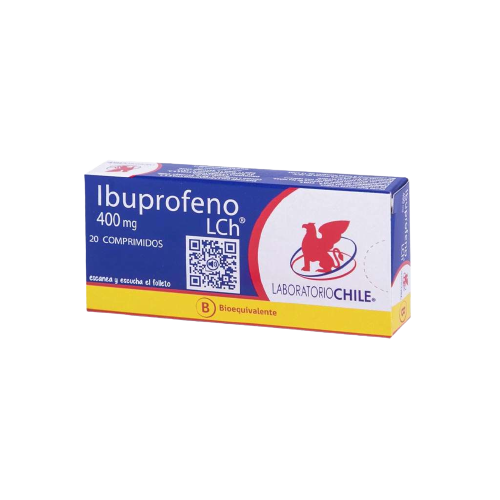 Ibuprofeno
LCh®
400 mg
20 COMPRIMIDOS
escanea y escucha el folleto
B Bioequivalente
LABORATORIOCHILE®